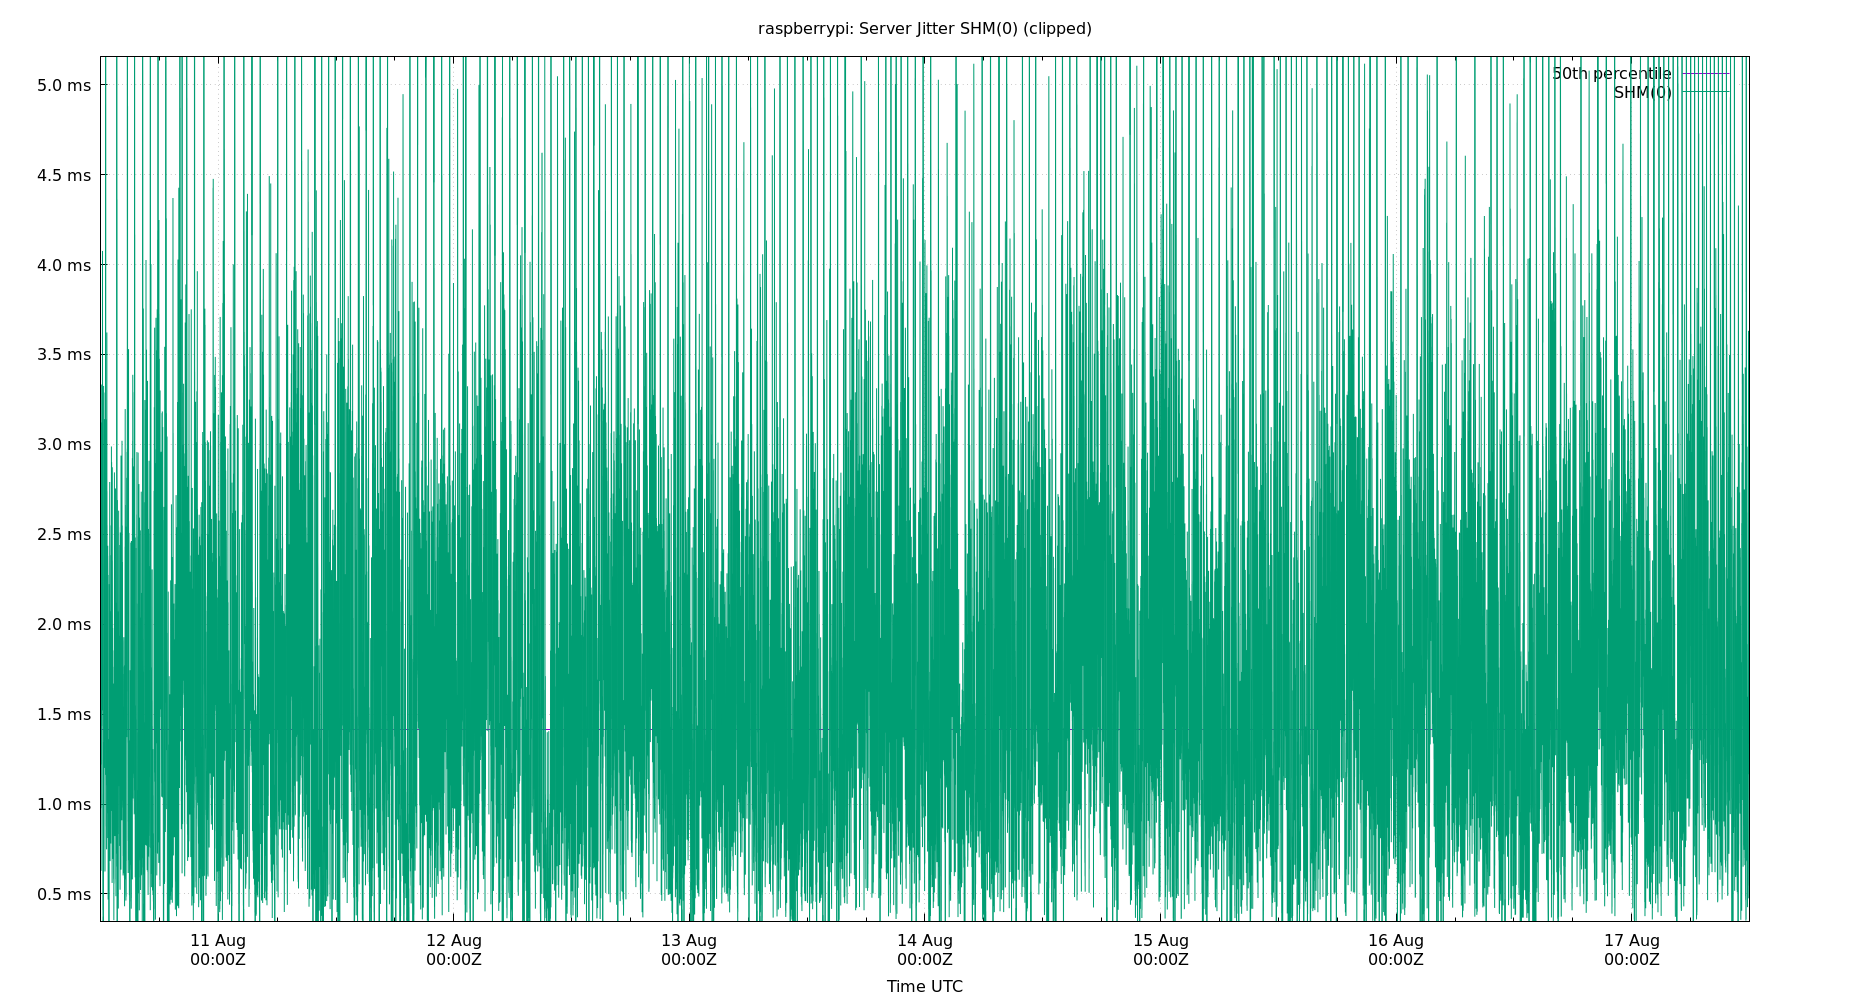 raspberrypi: Server Jitter SHM(0) (clipped)
50th percentile
SHM(0)
5.0 ms
4.5 ms
4.0 ms
3.5 ms
3.0 ms
2.5 ms
2.0 ms
1.5 ms
1.0 ms
0.5 ms
11 Aug 12 Aug 13 Aug 14 Aug 15 Aug 16 Aug 17 Aug
00:00Z 00:00Z 00:00Z 00:00Z 00:00Z 00:00Z 00:00Z
Time UTC